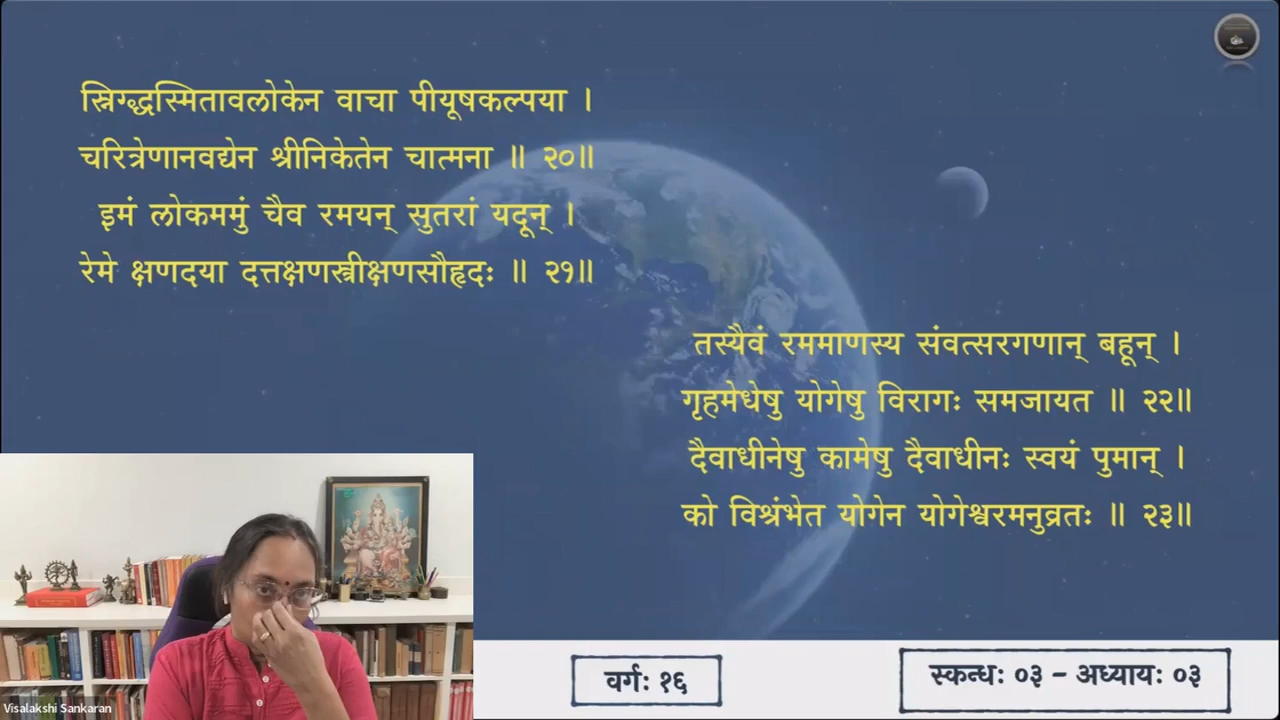 स्निग्द्धस्मितावलोकेन वाचा पीयूषकल्पया ।
चरित्रेणानवद्येन श्रीनिकेतेन चात्मना ॥ २०॥
इमं लोकममुं चैव रमयन् सुतरां यदून् ।
रेमे क्षणदया दत्तक्षणस्त्रीक्षणसौहृदः ॥ २१॥
तस्यैवं रममाणस्य संवत्सरगणान् बहून् ।
गृहमेधेषु योगेषु विरागः समजायत ॥ २२॥
दैवाधीनेषु कामेषु दैवाधीनः स्वयं पुमान् ।
को विश्रंभेत योगेन योगेश्वरमनुव्रतः ॥ २३॥
Visalakshi Sankaran
वर्गः १६
स्कन्धः ०३ - अध्यायः ०३